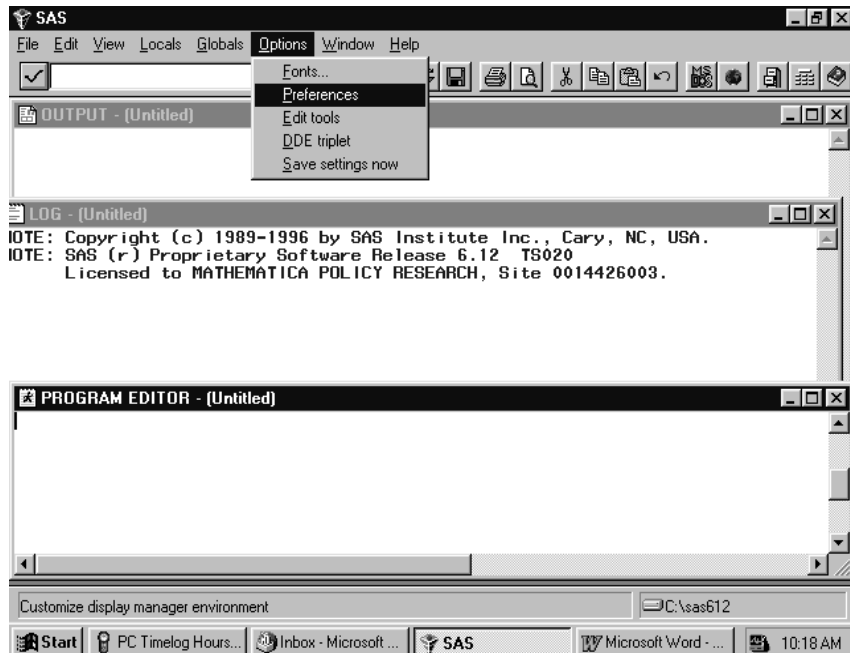 SAS
File Edit View Locals Globals Options Window Help
Fonts...
Preferences
Edit tools
DDE triplet
Save settings now
MS
DOS
OUTPUT - (Untitled)
LOG - (Untitled)
IOTE: Copyright (c) 1989-1996 by SAS Institute Inc., Cary, NC, USA.
IOTE: SAS (r) Proprietary Software Release 6.12 TS020
Licensed to MATHEMATICA POLICY RESEARCH, Site 0014426003.
PROGRAM EDITOR - (Untitled)
Customize display manager environment
C:\sas612
Start PC Timelog Hours... Inbox - Microsoft ... SAS Microsoft Word - ... 10:18 AM